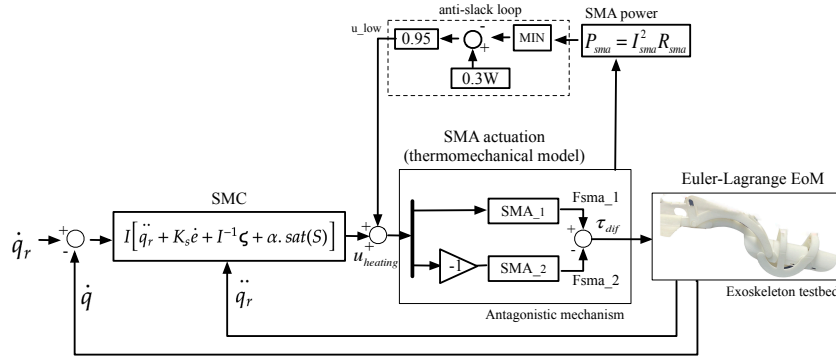 anti-slack loop
SMA power
u_low
0.95
-
+
MIN
P_sma = I²_sma R_sma
0.3W
SMA actuation
(thermomechanical model)
Euler-Lagrange EoM
SMC
Fsma_1
SMA_1
q̇_r
+
-
I[q̈_r + K_s ė + I⁻¹ς + α.sat(S)]
+
+
u_heating
+
-
τ_dif
-1
SMA_2
Fsma_2
q̇
q̈_r
Exoskeleton testbed
Antagonistic mechanism